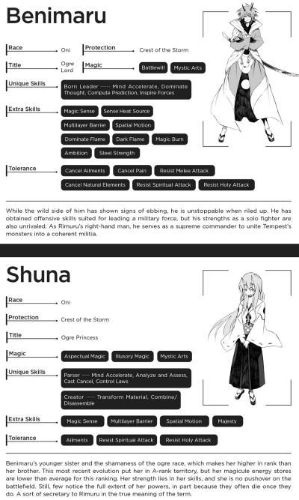 Benimaru
Race Oni Protection Crest of the Storm
Title Ogre Lord Magic Battlewill Mystic Arts
Unique Skills Born Leader ---- Mind Accelerate, Dominate
Thought, Compute Prediction, Inspire Forces
Extra Skills Magic Sense Sense Heat Source
Multilayer Barrier Spatial Motion
Dominate Flame Dark Flame Magic Burn
Ambition Steel Strength
Tolerance Cancel Ailments Cancel Pain Resist Melee Attack
Cancel Natural Elements Resist Spiritual Attack Resist Holy Attack
While the wild side of him has shown signs of ebbing, he is unstoppable when riled up. He has
obtained offensive skills suited for leading a military force, but his strengths as a solo fighter
are also unrivaled. As Rimuru's right-hand man, he serves as a supreme commander to unite Tempest's
monsters into a coherent militia.
Shuna
Race Oni
Protection Crest of the Storm
Title Ogre Princess
Magic Aspectual Magic Illusory Magic Mystic Arts
Unique Skills Parser ---- Mind Accelerate, Analyze and Assess,
Cast Cancel, Control Laws
Creator ---- Transform Material, Combine/
Disassemble
Extra Skills Magic Sense Multilayer Barrier Spatial Motion Majesty
Tolerance Ailments Resist Spiritual Attack Resist Holy Attack
Benimaru's younger sister and the shamaness of the ogre race, which makes her higher in rank than
her brother. This most recent evolution put her in A-rank territory, but her magicule energy stores
are lower than average for this ranking. Her strength lies in her skills, and she is no pushover on the
battlefield. Still, few notice the full extent of her powers, in part because they often die once they
do. A sort of secretary to Rimuru in the true meaning of the term.